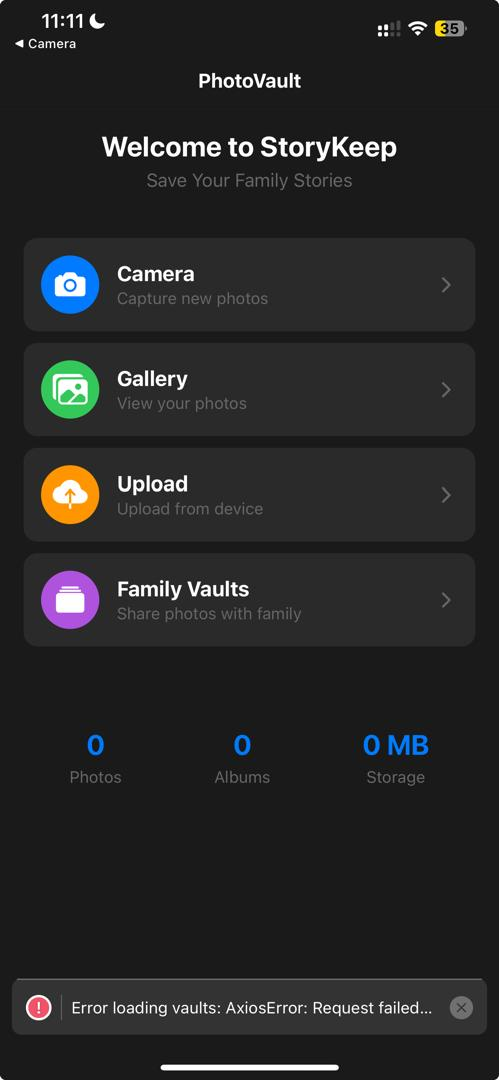 11:11
35
◀ Camera
PhotoVault
Welcome to StoryKeep
Save Your Family Stories
Camera
Capture new photos
Gallery
View your photos
Upload
Upload from device
Family Vaults
Share photos with family
0 0 0 MB
Photos Albums Storage
! Error loading vaults: AxiosError: Request failed...